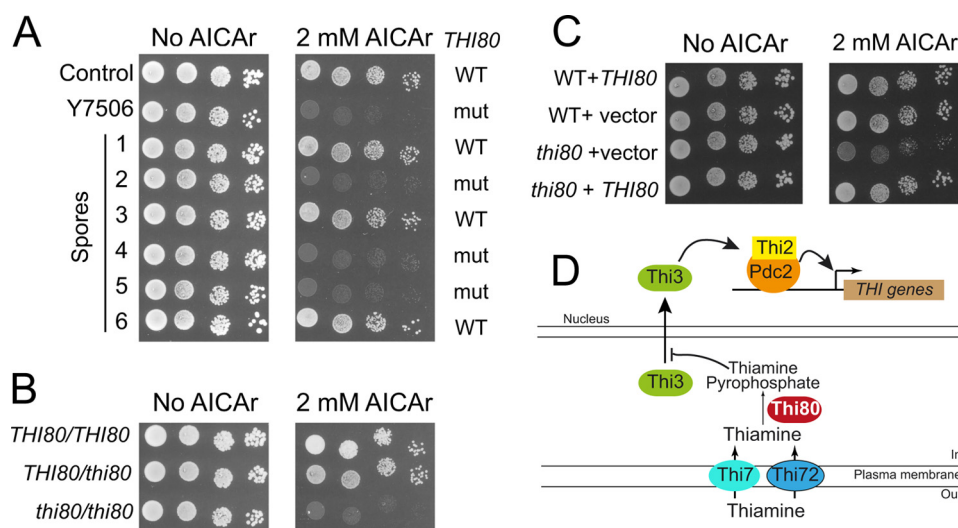 A
No AICAr
2 mM AICAr
THI80
Control
WT
Y7506
mut
Spores
1
WT
2
mut
3
WT
4
mut
5
mut
6
WT
B
No AICAr
2 mM AICAr
THI80/THI80
THI80/thi80
thi80/thi80
C
No AICAr
2 mM AICAr
WT+THI80
WT+ vector
thi80 +vector
thi80 + THI80
D
Thi2
Pdc2
Thi3
THI genes
Nucleus
Thi3
Thiamine
Pyrophosphate
Thi80
Thiamine
In
Thi7
Thi72
Plasma membrane
Ou
Thiamine